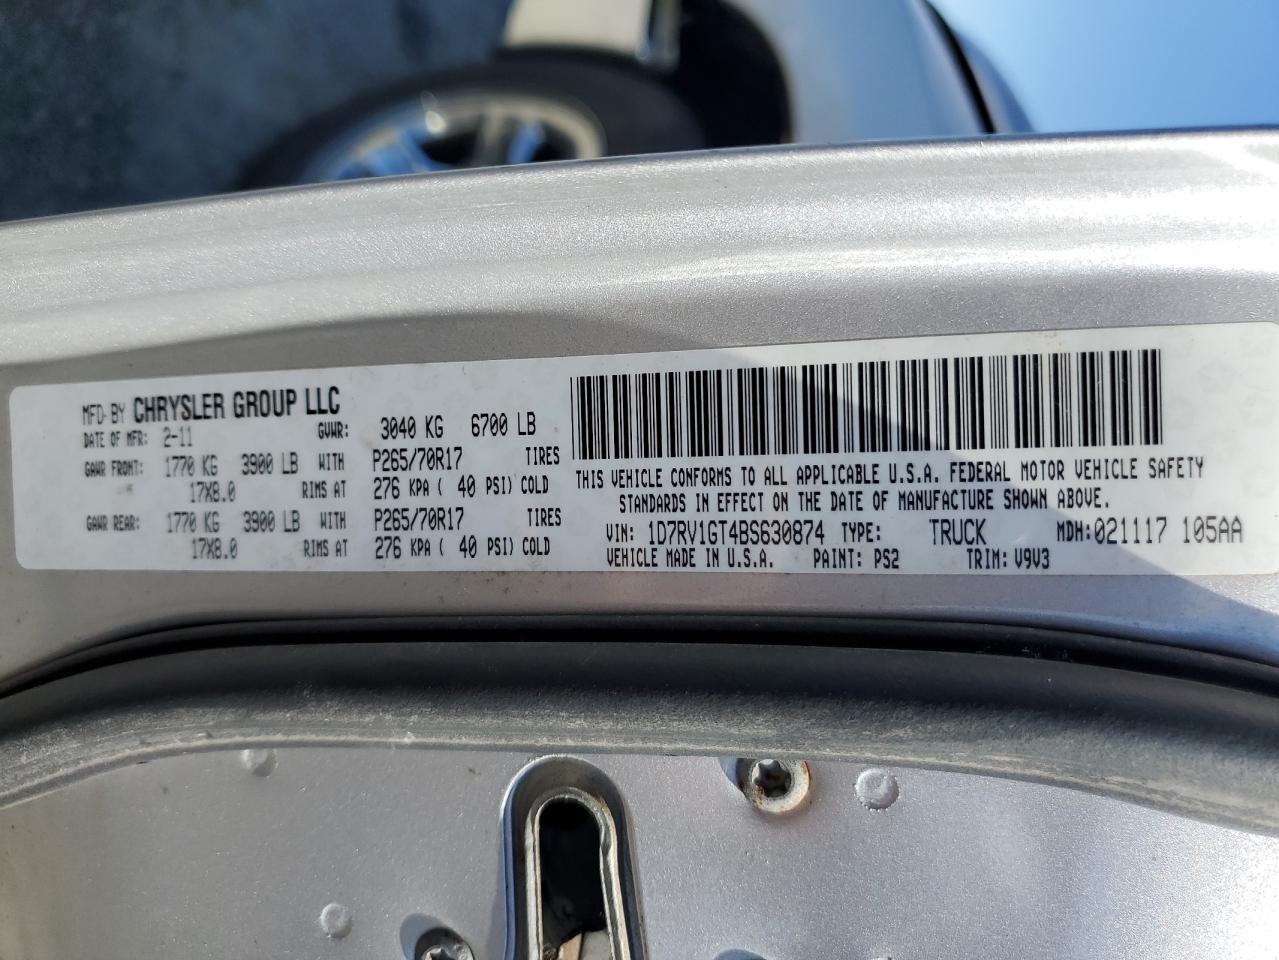 MFD BY CHRYSLER GROUP LLC
DATE OF MFR: 2-11 GVWR: 3040 KG 6700 LB
GAWR FRONT: 1770 KG 3900 LB WITH P265/70R17 TIRES
17X8.0 RIMS AT 276 KPA ( 40 PSI) COLD
GAWR REAR: 1770 KG 3900 LB WITH P265/70R17 TIRES
17X8.0 RIMS AT 276 KPA ( 40 PSI) COLD
THIS VEHICLE CONFORMS TO ALL APPLICABLE U.S.A. FEDERAL MOTOR VEHICLE SAFETY
STANDARDS IN EFFECT ON THE DATE OF MANUFACTURE SHOWN ABOVE.
VIN: 1D7RV1GT4BS630874 TYPE: TRUCK MDH: 021117 105AA
VEHICLE MADE IN U.S.A. PAINT: PS2 TRIM: V9V3